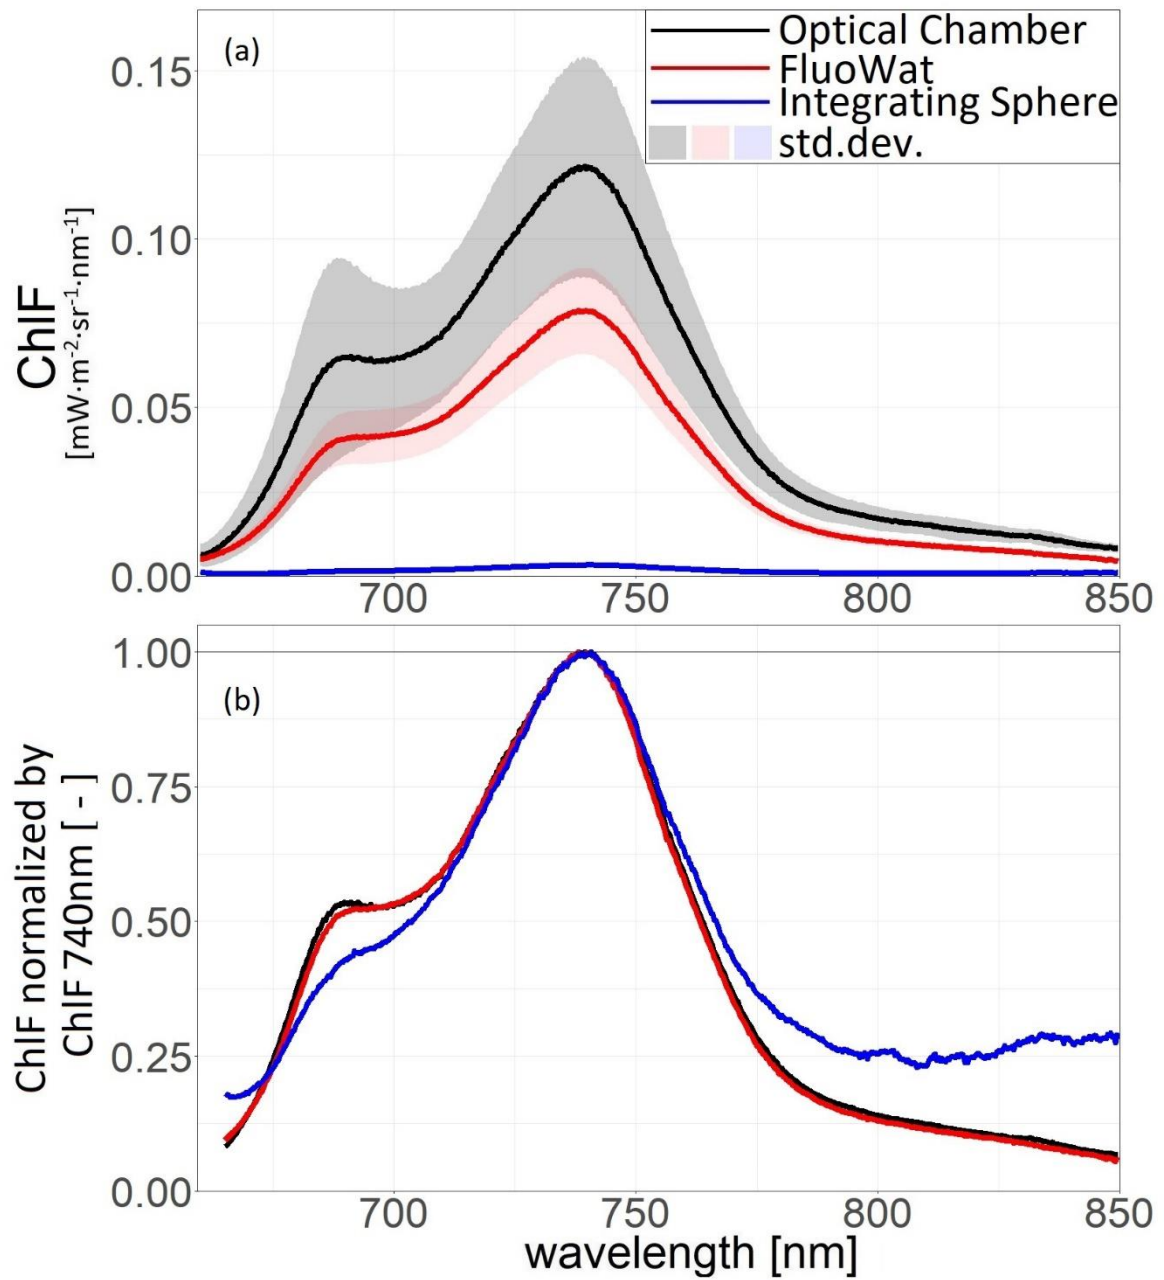 (a)
Optical Chamber
FluoWat
Integrating Sphere
std.dev.
0.15
0.10
0.05
0.00
ChlF
[mW·m-2·sr-1·nm-1]
700 750 800 850
(b)
1.00
0.75
0.50
0.25
0.00
ChlF normalized by
ChlF 740nm [ - ]
700 750 800 850
wavelength [nm]